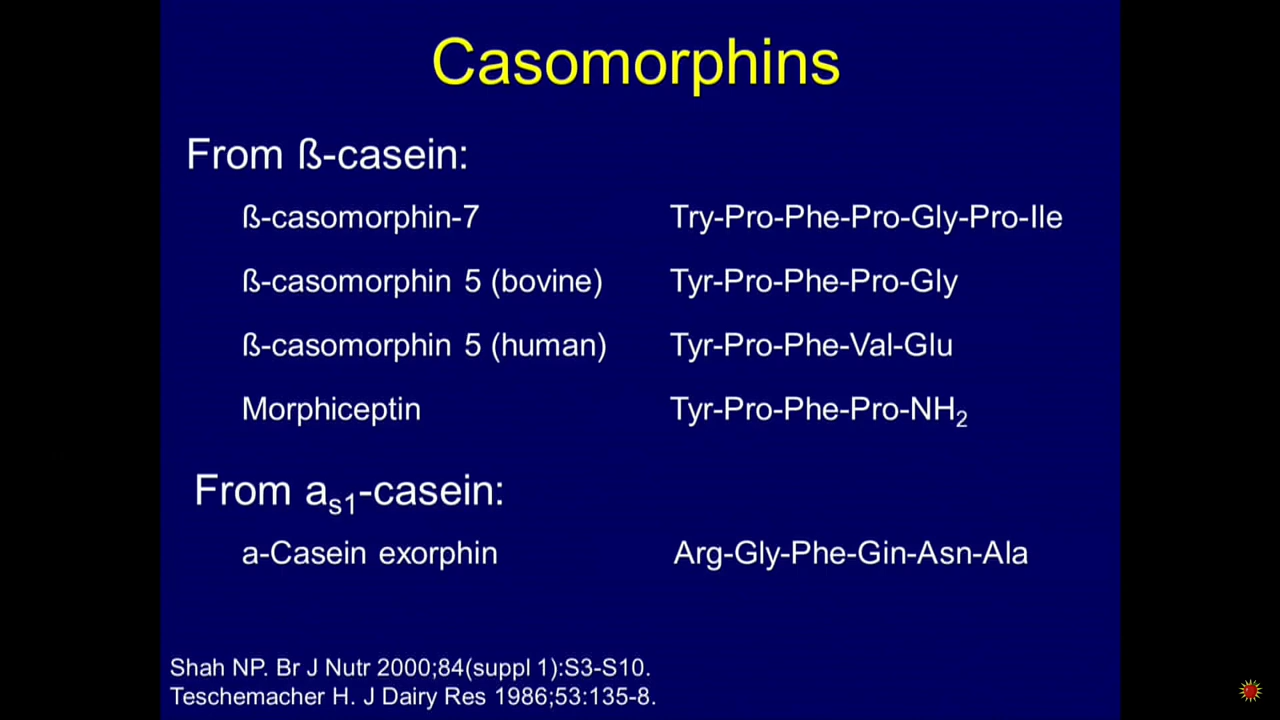 Casomorphins
From ß-casein:
ß-casomorphin-7 Try-Pro-Phe-Pro-Gly-Pro-Ile
ß-casomorphin 5 (bovine) Tyr-Pro-Phe-Pro-Gly
ß-casomorphin 5 (human) Tyr-Pro-Phe-Val-Glu
Morphiceptin Tyr-Pro-Phe-Pro-NH₂
From aₛ₁-casein:
a-Casein exorphin Arg-Gly-Phe-Gin-Asn-Ala
Shah NP. Br J Nutr 2000;84(suppl 1):S3-S10.
Teschemacher H. J Dairy Res 1986;53:135-8.